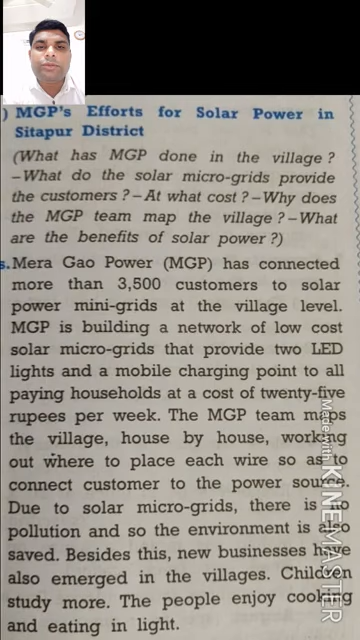 ) MGP's Efforts for Solar Power in
Sitapur District
(What has MGP done in the village ?
–What do the solar micro-grids provide
the customers ? – At what cost ? – Why does
the MGP team map the village ? – What
are the benefits of solar power ?)
s. Mera Gao Power (MGP) has connected
more than 3,500 customers to solar
power mini-grids at the village level.
MGP is building a network of low cost
solar micro-grids that provide two LED
lights and a mobile charging point to all
paying households at a cost of twenty-five
rupees per week. The MGP team maps
the village, house by house, working
out where to place each wire so as to
connect customer to the power source.
Due to solar micro-grids, there is no
pollution and so the environment is also
saved. Besides this, new businesses have
also emerged in the villages. Children
study more. The people enjoy cooking
and eating in light.
Made with KINEMASTER